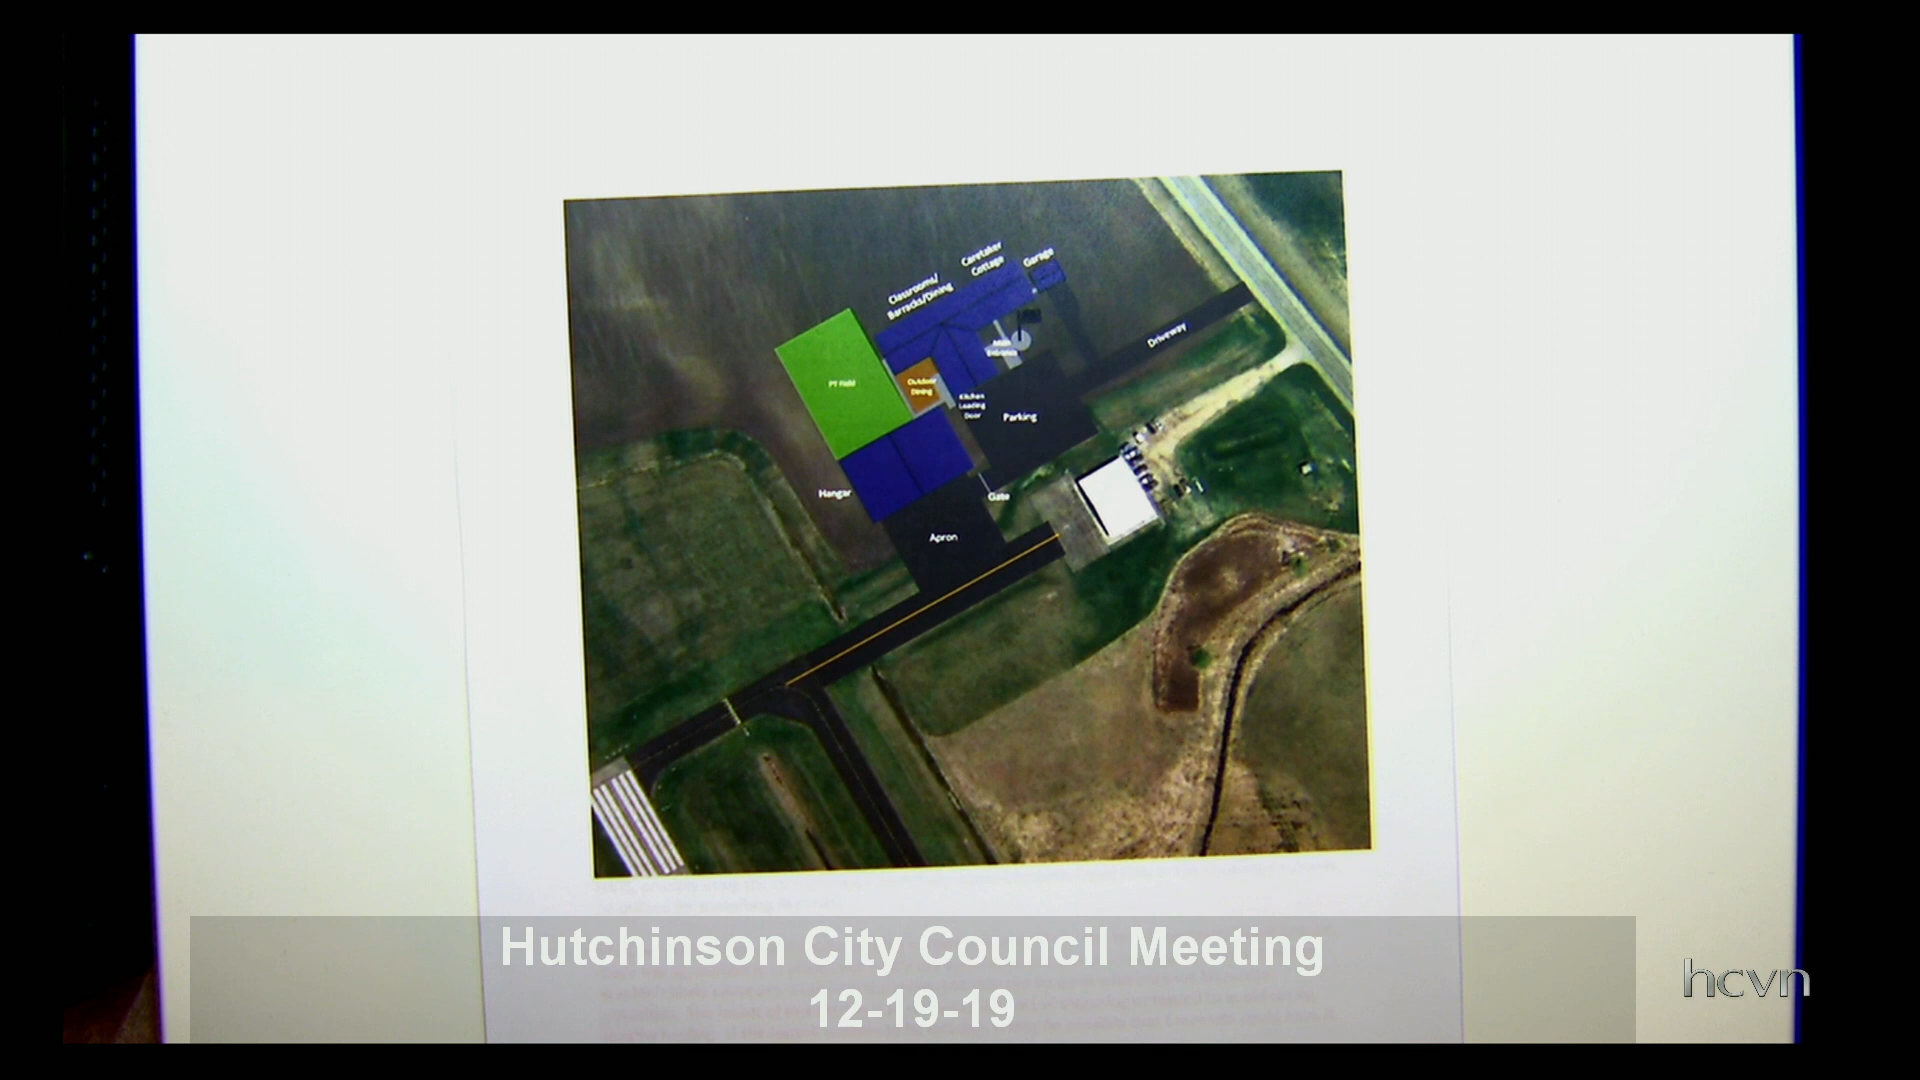 Caretaker
Cottage
Garage
Classrooms/
Barracks/Dining
Driveway
Main
Entrance
PT Field
Outdoor
Dining
Kitchen
Loading
Door
Parking
Hangar
Gate
Apron
Hutchinson City Council Meeting
12-19-19
hcvn